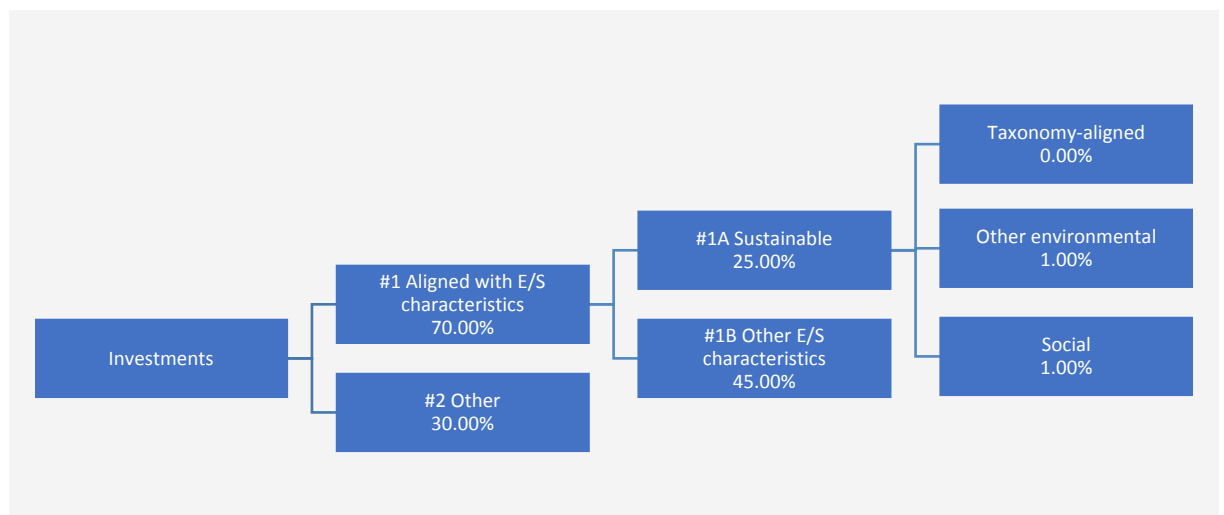 Investments
#1 Aligned with E/S
characteristics
70.00%
#2 Other
30.00%
#1A Sustainable
25.00%
#1B Other E/S
characteristics
45.00%
Taxonomy-aligned
0.00%
Other environmental
1.00%
Social
1.00%